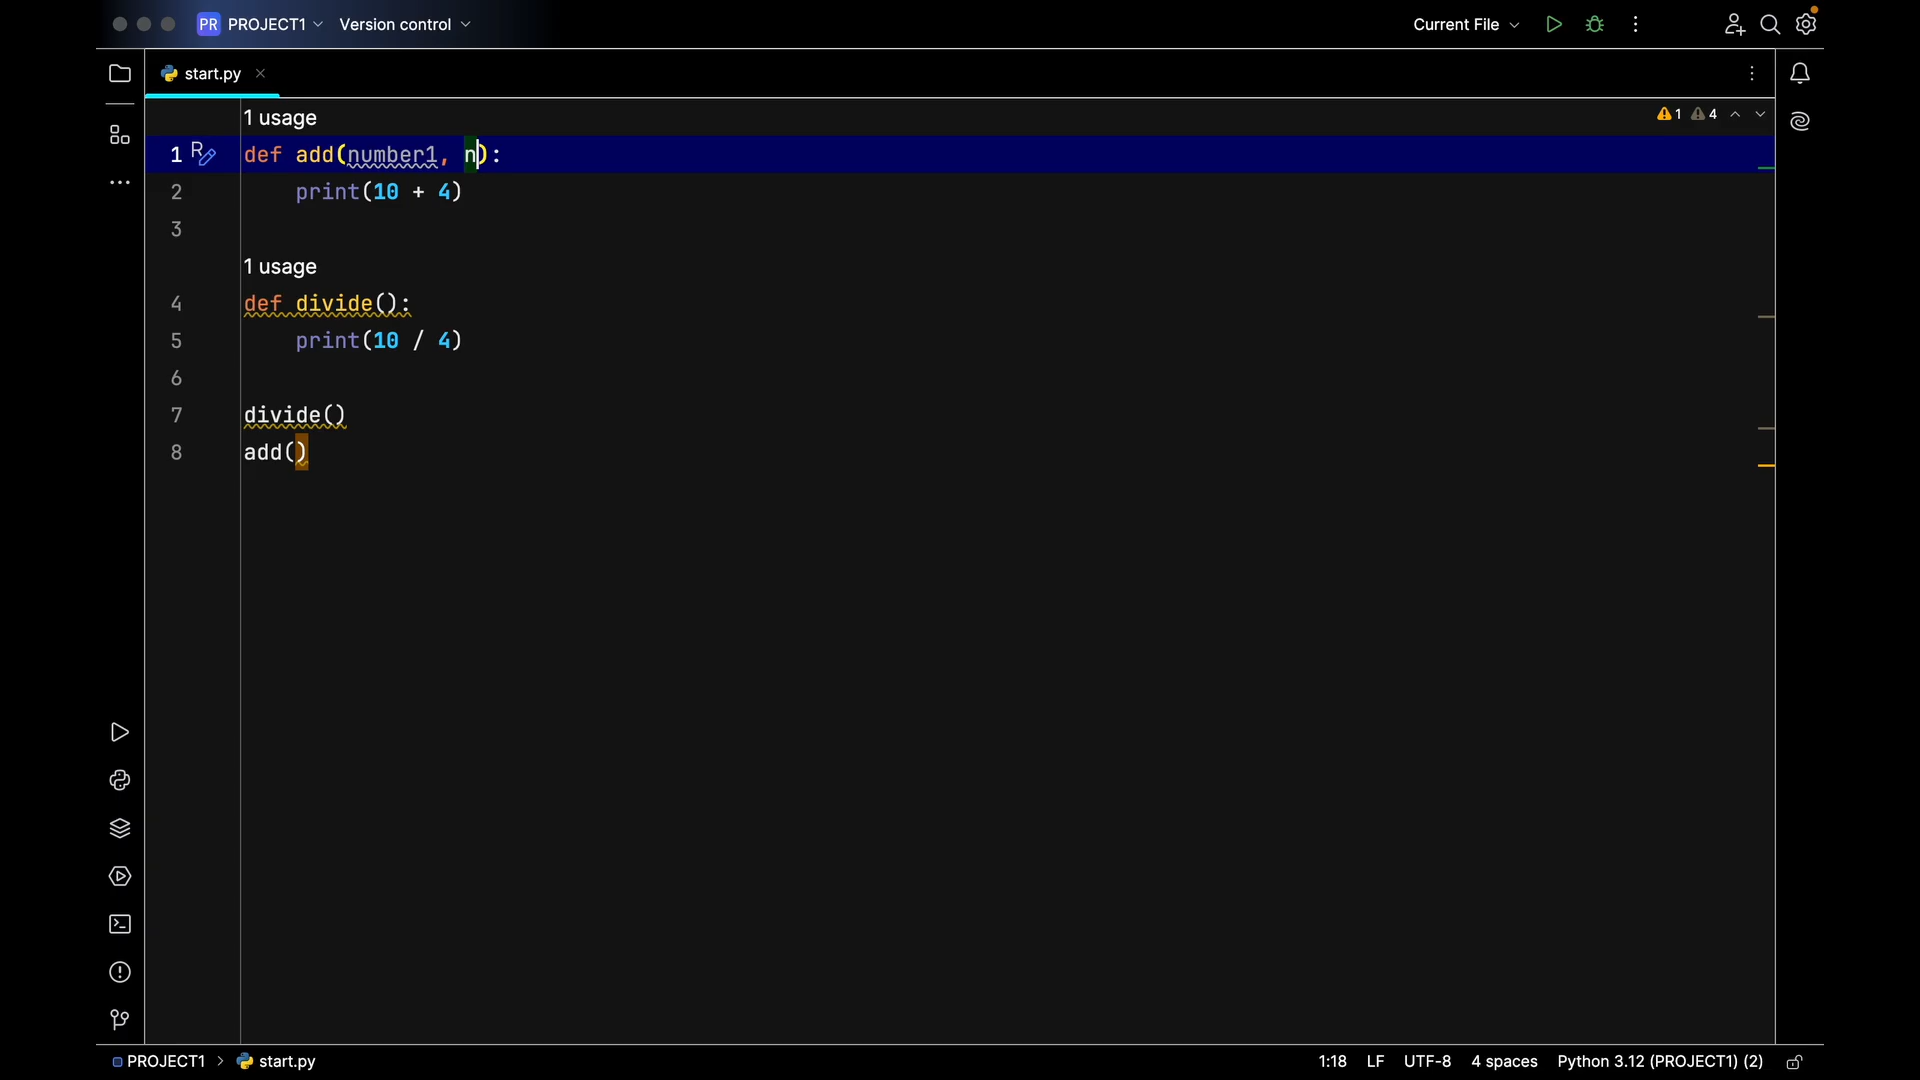 PR PROJECT1 Version control Current File
start.py
1 usage 1 4
1 def add(number1, n):
2 print(10 + 4)
3
1 usage
4 def divide():
5 print(10 / 4)
6
7 divide()
8 add()
PROJECT1 > start.py 1:18 LF UTF-8 4 spaces Python 3.12 (PROJECT1) (2)